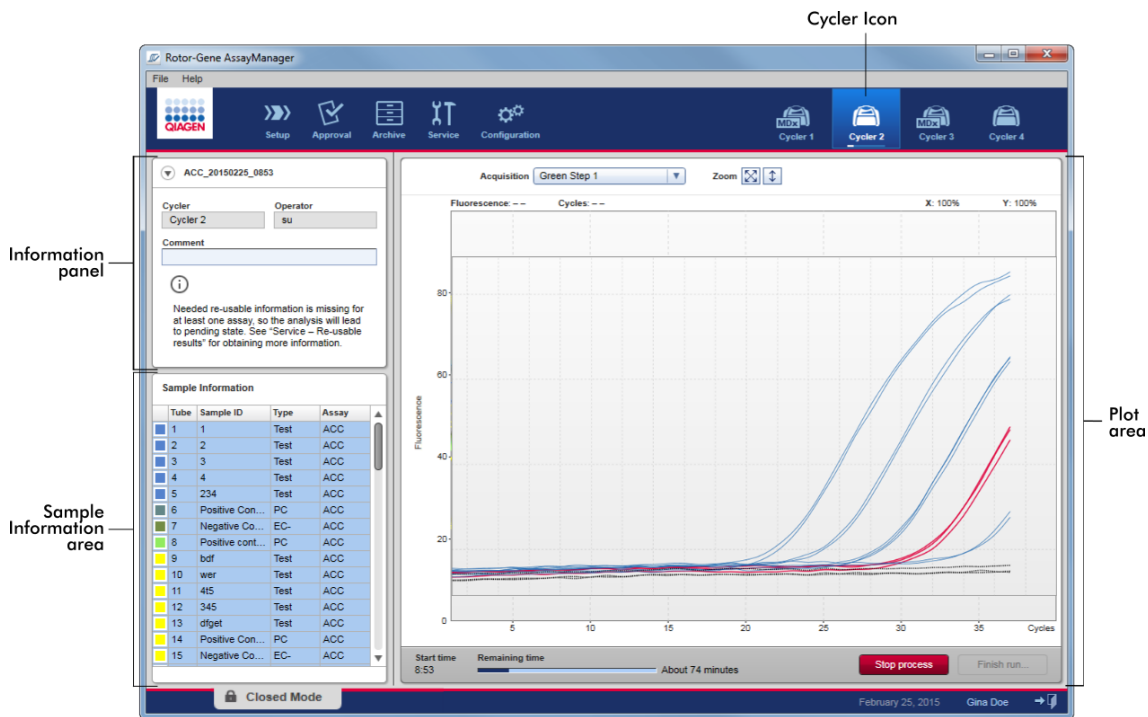 Cycler Icon
Rotor-Gene AssayManager
File Help
QIAGEN
Setup Approval Archive Service Configuration
MDx Cycler 1 Cycler 2 MDx Cycler 3 Cycler 4
Information
panel
ACC_20150225_0853
Cycler Operator
Cycler 2 su
Comment
Needed re-usable information is missing for
at least one assay, so the analysis will lead
to pending state. See “Service – Re-usable
results” for obtaining more information.
Sample
Information
area
Sample Information
Tube Sample ID Type Assay
1 1 Test ACC
2 2 Test ACC
3 3 Test ACC
4 4 Test ACC
5 234 Test ACC
6 Positive Con... PC ACC
7 Negative Co... EC- ACC
8 Positive cont... PC ACC
9 bdf Test ACC
10 wer Test ACC
11 4t5 Test ACC
12 345 Test ACC
13 dfget Test ACC
14 Positive Con... PC ACC
15 Negative Co... EC- ACC
Acquisition Green Step 1 Zoom
Fluorescence: – – Cycles: – – X: 100% Y: 100%
Fluorescence
80
60
40
20
0
5 10 15 20 25 30 35 Cycles
Plot
area
Start time Remaining time
8:53 About 74 minutes
Stop process Finish run...
Closed Mode
February 25, 2015 Gina Doe